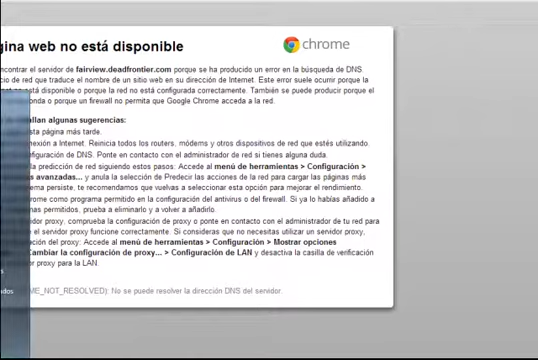 gina web no está disponible
chrome
ncontrar el servidor de fairview.deadfrontier.com porque se ha producido un error en la búsqueda de DNS.
cio de red que traduce el nombre de un sitio web en su dirección de Internet. Este error suele ocurrir porque la
está disponible o porque la red no está configurada correctamente. También se puede producir porque el
onda o porque un firewall no permita que Google Chrome acceda a la red.
allan algunas sugerencias:
sta página más tarde.
nexión a Internet. Reinicia todos los routers, módems y otros dispositivos de red que estés utilizando.
nfiguración de DNS. Ponte en contacto con el administrador de red si tienes alguna duda.
la predicción de red siguiendo estos pasos: Accede al menú de herramientas > Configuración >
s avanzadas... y anula la selección de Predecir las acciones de la red para cargar las páginas más
ema persiste, te recomendamos que vuelvas a seleccionar esta opción para mejorar el rendimiento.
ome como programa permitido en la configuración del antivirus o del firewall. Si ya lo habías añadido a
mas permitidos, prueba a eliminarlo y a volver a añadirlo.
dor proxy, comprueba la configuración de proxy o ponte en contacto con el administrador de tu red para
e el servidor proxy funcione correctamente. Si consideras que no necesitas utilizar un servidor proxy,
ación del proxy: Accede al menú de herramientas > Configuración > Mostrar opciones
Cambiar la configuración de proxy... > Configuración de LAN y desactiva la casilla de verificación
or proxy para la LAN.
s
ados
ME_NOT_RESOLVED): No se puede resolver la dirección DNS del servidor.